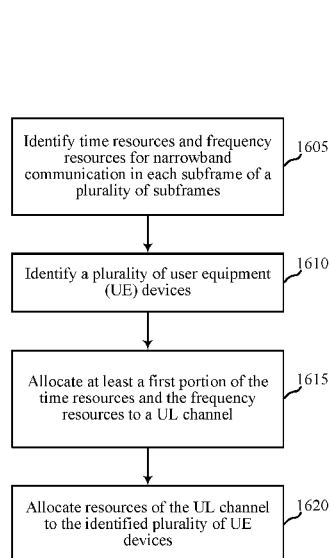 Identify time resources and frequency
resources for narrowband
communication in each subframe of a
plurality of subframes
1605
Identify a plurality of user equipment
(UE) devices
1610
Allocate at least a first portion of the
time resources and the frequency
resources to a UL channel
1615
Allocate resources of the UL channel
to the identified plurality of UE
devices
1620